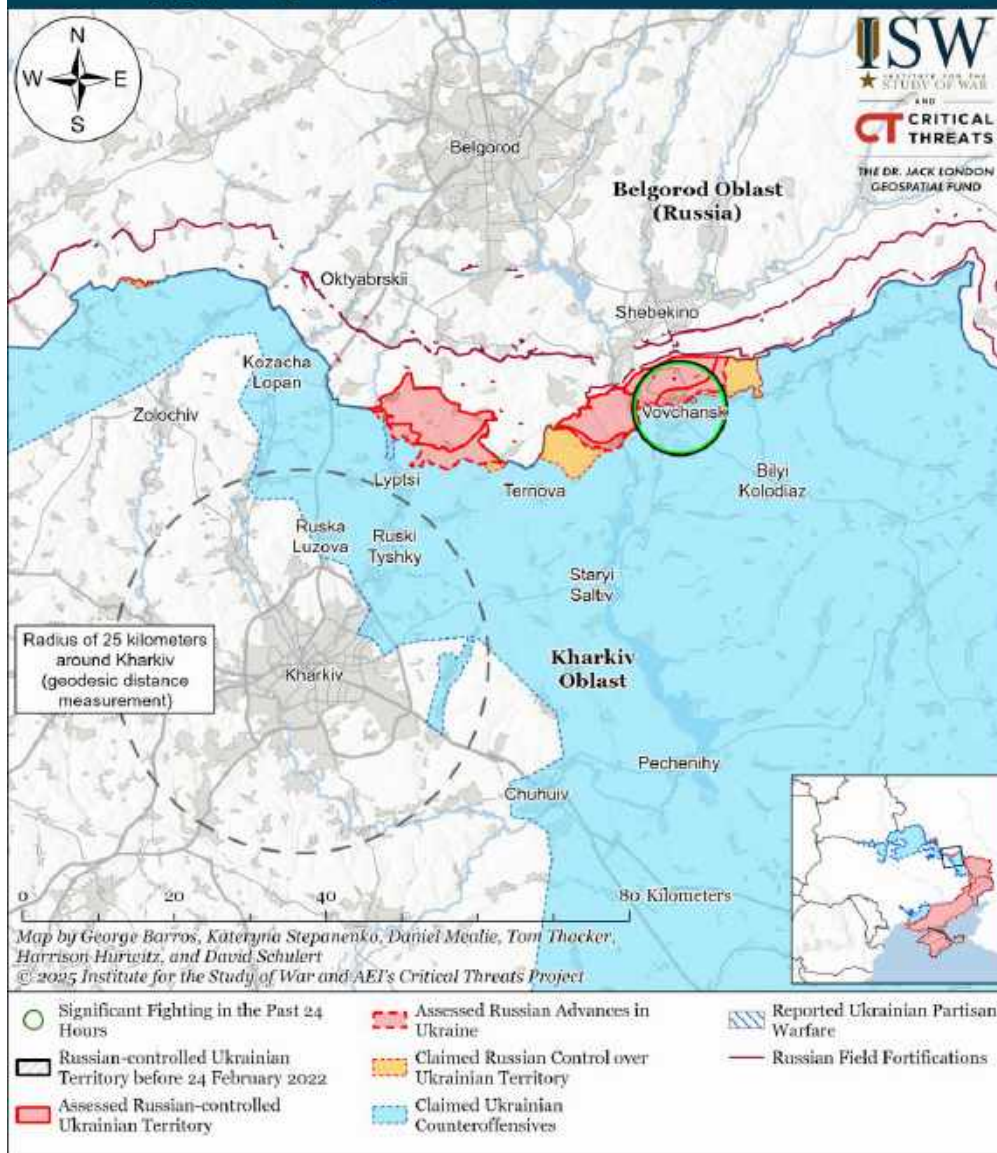 N
W E
S
ISW
INSTITUTE FOR THE
STUDY OF WAR
AND
CT CRITICAL
THREATS
THE DR. JACK LONDON
GEOSPATIAL FUND
Belgorod
Belgorod Oblast
(Russia)
Oktyabrskii
Shebekino
Kozacha
Lopan
Zolochiv
Vovchansk
Lyptsi
Ternova
Bilyi
Kolodiaz
Ruska
Luzova
Ruski
Tyshky
Staryi
Saltiv
Radius of 25 kilometers
around Kharkiv
(geodesic distance
measurement)
Kharkiv
Kharkiv
Oblast
Pechenihy
Chuhuiv
0 20 40 80 Kilometers
Map by George Barros, Kateryna Stepanenko, Daniel Mealie, Tom Thacker,
Harrison Hurwitz, and David Schulert
© 2025 Institute for the Study of War and AEI's Critical Threats Project
Significant Fighting in the Past 24
Hours
Russian-controlled Ukrainian
Territory before 24 February 2022
Assessed Russian-controlled
Ukrainian Territory
Assessed Russian Advances in
Ukraine
Claimed Russian Control over
Ukrainian Territory
Claimed Ukrainian
Counteroffensives
Reported Ukrainian Partisan
Warfare
Russian Field Fortifications